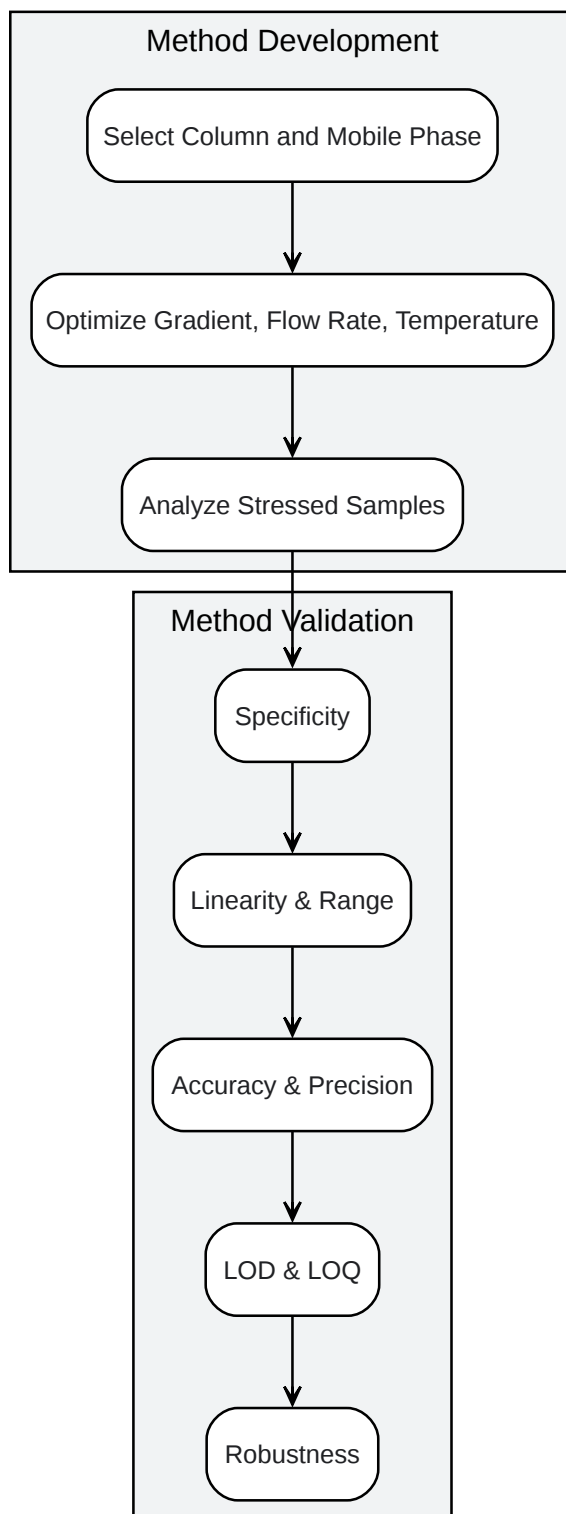 Method Development
Select Column and Mobile Phase
Optimize Gradient, Flow Rate, Temperature
Analyze Stressed Samples
Method Validation
Specificity
Linearity & Range
Accuracy & Precision
LOD & LOQ
Robustness